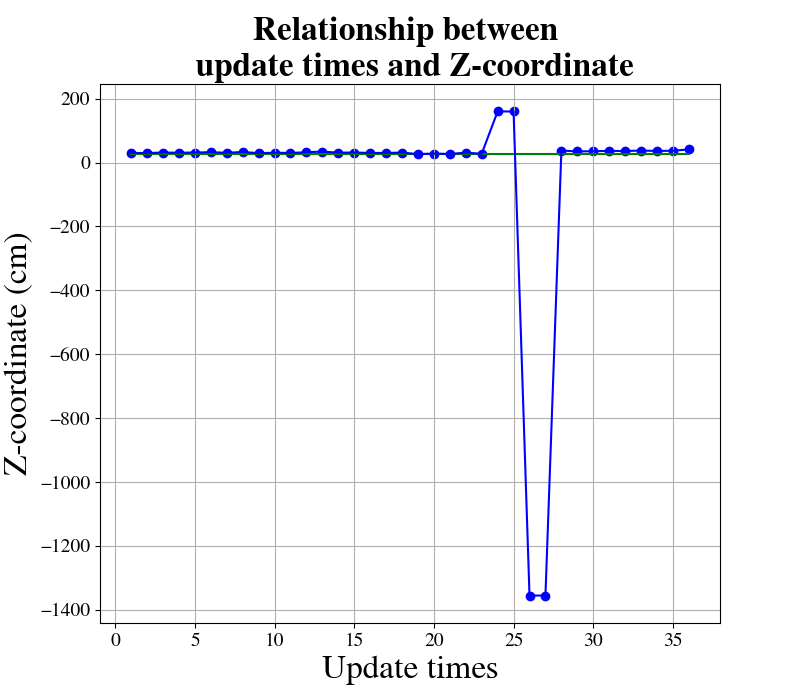 Relationship between
update times and Z-coordinate
Z-coordinate (cm)
200
0
−200
−400
−600
−800
−1000
−1200
−1400
0 5 10 15 20 25 30 35
Update times